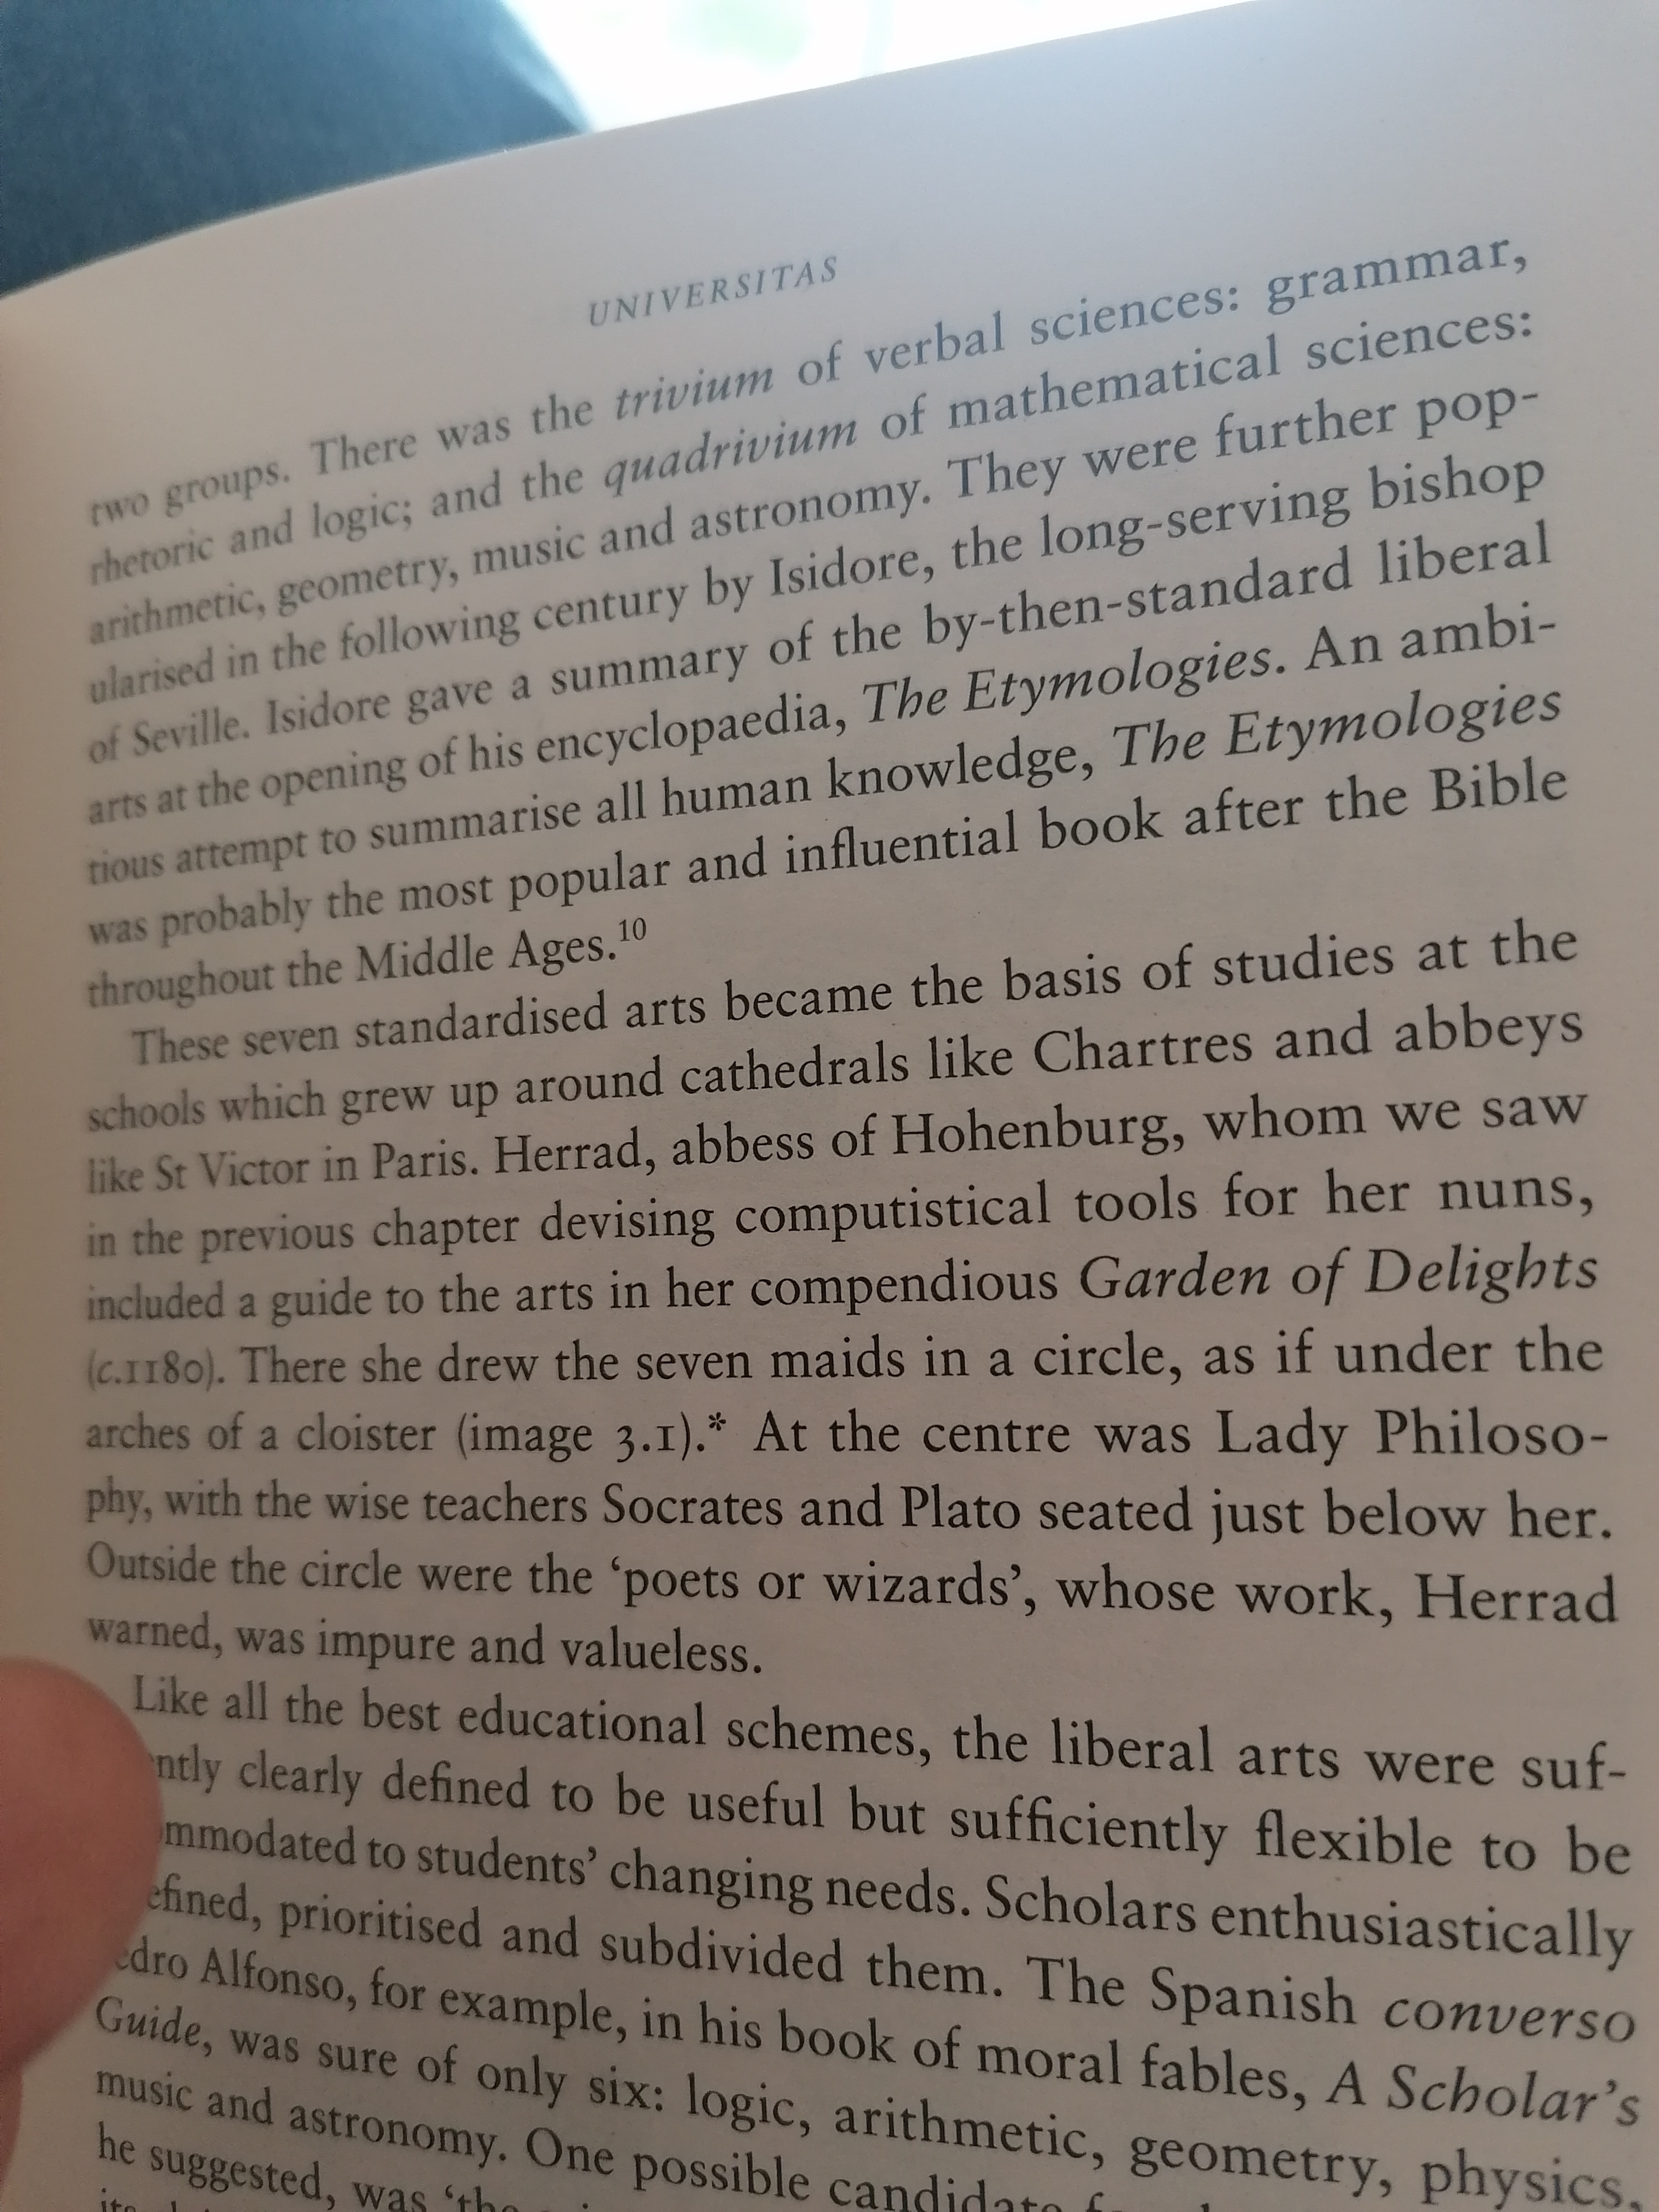 UNIVERSITAS
two groups. There was the trivium of verbal sciences: grammar,
rhetoric and logic; and the quadrivium of mathematical sciences:
arithmetic, geometry, music and astronomy. They were further pop-
ularised in the following century by Isidore, the long-serving bishop
of Seville. Isidore gave a summary of the by-then-standard liberal
arts at the opening of his encyclopaedia, The Etymologies. An ambi-
tious attempt to summarise all human knowledge, The Etymologies
was probably the most popular and influential book after the Bible
throughout the Middle Ages.10
These seven standardised arts became the basis of studies at the
schools which grew up around cathedrals like Chartres and abbeys
like St Victor in Paris. Herrad, abbess of Hohenburg, whom we saw
in the previous chapter devising computistical tools for her nuns,
included a guide to the arts in her compendious Garden of Delights
(c.1180). There she drew the seven maids in a circle, as if under the
arches of a cloister (image 3.1).* At the centre was Lady Philoso-
phy, with the wise teachers Socrates and Plato seated just below her.
Outside the circle were the ‘poets or wizards’, whose work, Herrad
warned, was impure and valueless.
Like all the best educational schemes, the liberal arts were suf-
ntly clearly defined to be useful but sufficiently flexible to be
mmodated to students’ changing needs. Scholars enthusiastically
efined, prioritised and subdivided them. The Spanish converso
edro Alfonso, for example, in his book of moral fables, A Scholar’s
Guide, was sure of only six: logic, arithmetic, geometry, physics,
music and astronomy. One possible candidate
he suggested, was ‘the